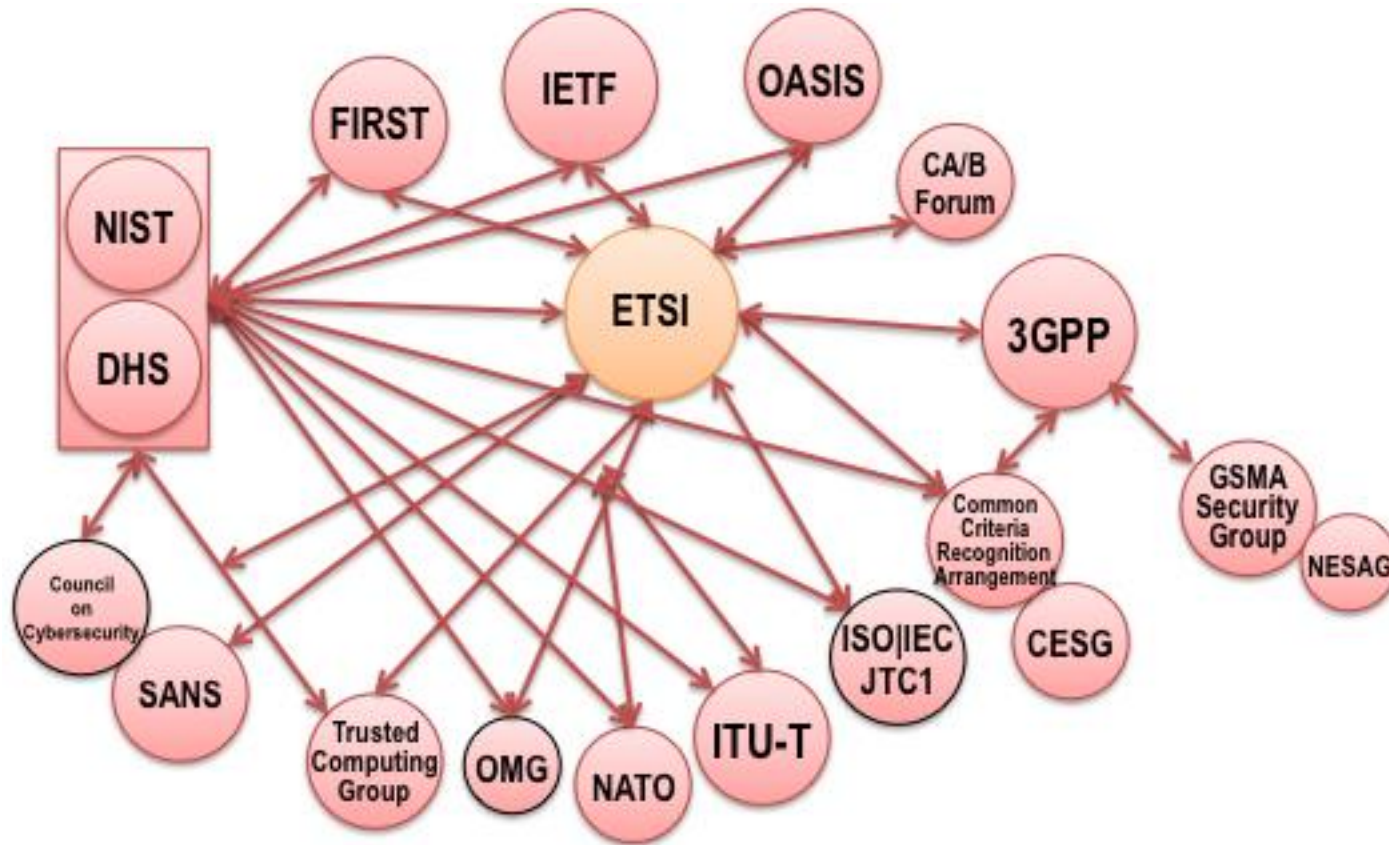 FIRST
IETF
OASIS
CA/B
Forum
NIST
DHS
ETSI
3GPP
GSMA
Security
Group
NESAG
Common
Criteria
Recognition
Arrangement
CESG
ISO|IEC
JTC1
ITU-T
NATO
OMG
Trusted
Computing
Group
SANS
Council
on
Cybersecurity